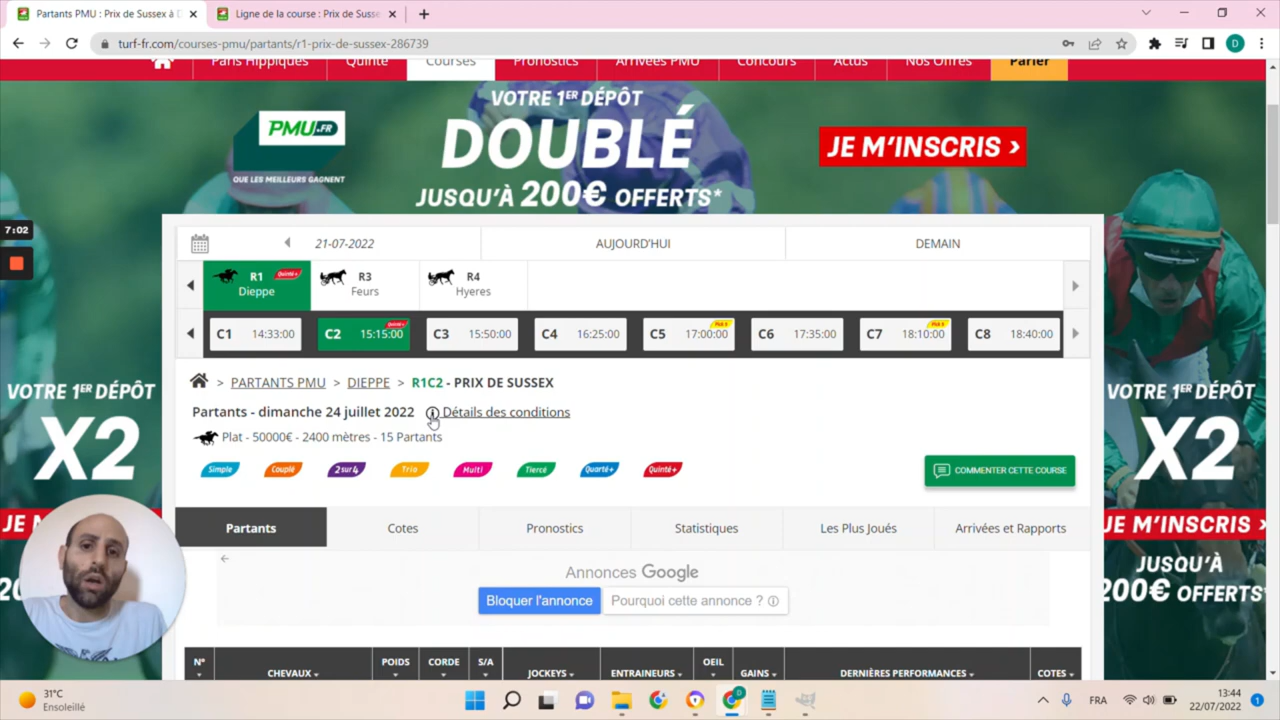 Partants PMU : Prix de Sussex à D
Ligne de la course : Prix de Susse
turf-fr.com/courses-pmu/partants/r1-prix-de-sussex-286739
D
Paris Hippiques
Quinté
Courses
Pronostics
Arrivées PMU
Concours
Actus
Nos Offres
Parier
PMU.FR
QUE LES MEILLEURS GAGNENT
VOTRE 1ER DÉPÔT
DOUBLÉ
JUSQU'À 200€ OFFERTS*
JE M'INSCRIS >
7:02
21-07-2022
AUJOURD'HUI
DEMAIN
R1
Quinté+
Dieppe
R3
Feurs
R4
Hyeres
C1 14:33:00
C2 15:15:00
Quinté+
C3 15:50:00
C4 16:25:00
C5 17:00:00
Pick 5
C6 17:35:00
C7 18:10:00
Pick 5
C8 18:40:00
> PARTANTS PMU > DIEPPE > R1C2 - PRIX DE SUSSEX
Partants - dimanche 24 juillet 2022
Détails des conditions
Plat - 50000€ - 2400 mètres - 15 Partants
Simple
Couplé
2sur4
Trio
Multi
Tiercé
Quarté+
Quinté+
COMMENTER CETTE COURSE
VOTRE 1ER DÉPÔT
X2
JE M
VOTRE 1ER DÉPÔT
X2
JE M'INSCRIS >
JUSQU'À
200€ OFFERTS*
Partants
Cotes
Pronostics
Statistiques
Les Plus Joués
Arrivées et Rapports
Annonces Google
Bloquer l'annonce
Pourquoi cette annonce ?
N°
CHEVAUX
POIDS
CORDE
S/A
JOCKEYS
ENTRAINEURS
OEIL
GAINS
DERNIÈRES PERFORMANCES
COTES
31°C
Ensoleillé
D
FRA
13:44
22/07/2022
1